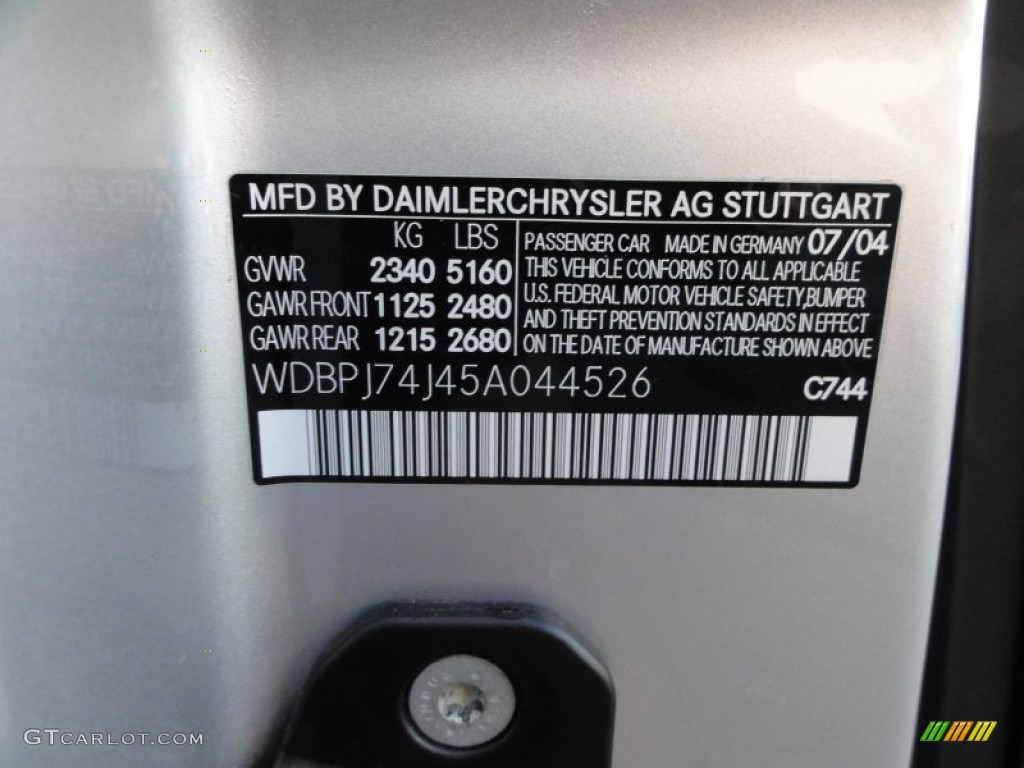 MFD BY DAIMLERCHRYSLER AG STUTTGART
KG LBS
GVWR 2340 5160
GAWR FRONT 1125 2480
GAWR REAR 1215 2680
PASSENGER CAR MADE IN GERMANY 07/04
THIS VEHICLE CONFORMS TO ALL APPLICABLE
U.S. FEDERAL MOTOR VEHICLE SAFETY,BUMPER
AND THEFT PREVENTION STANDARDS IN EFFECT
ON THE DATE OF MANUFACTURE SHOWN ABOVE
WDBPJ74J45A044526 C744
GTCARLOT.COM